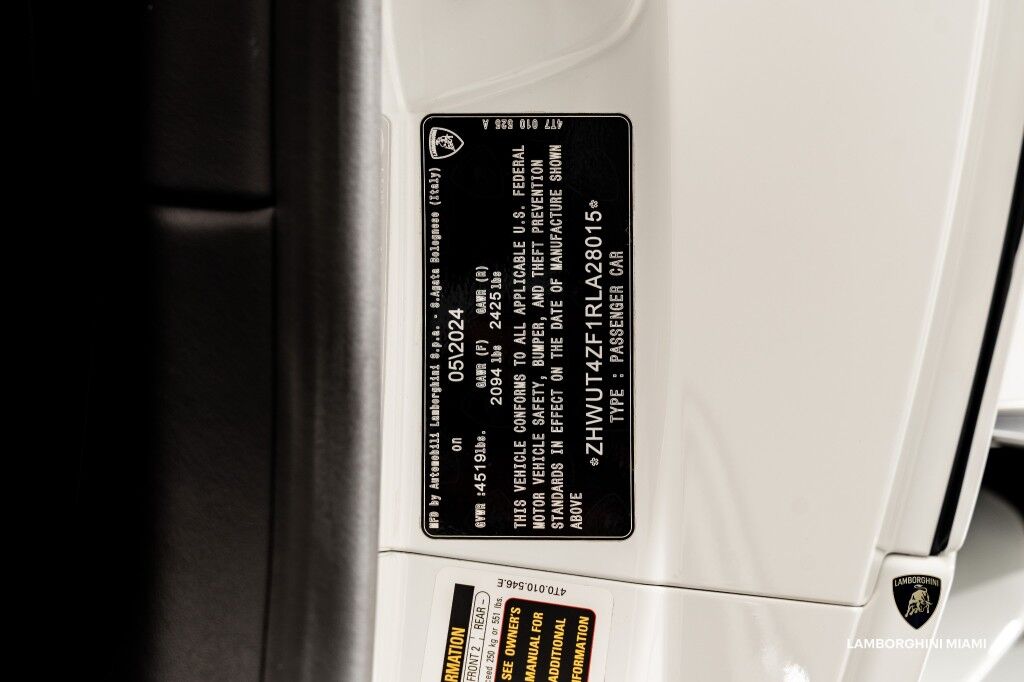 4T7 010 525 A
MFD by Automobili Lamborghini S.p.a. - S.Agata Bolognese (Italy)
on 05\2024
GVWR :4519lbs. GAWR (F) GAWR (R)
2094 lbs 2425lbs
THIS VEHICLE CONFORMS TO ALL APPLICABLE U.S. FEDERAL
MOTOR VEHICLE SAFETY, BUMPER, AND THEFT PREVENTION
STANDARDS IN EFFECT ON THE DATE OF MANUFACTURE SHOWN
ABOVE
*ZHWUT4ZF1RLA28015*
TYPE : PASSENGER CAR
4T0.010.546.E
FRONT 2 REAR –
or 551 lbs.
SEE OWNER'S
MANUAL FOR
ADDITIONAL
INFORMATION
LAMBORGHINI
LAMBORGHINI MIAMI